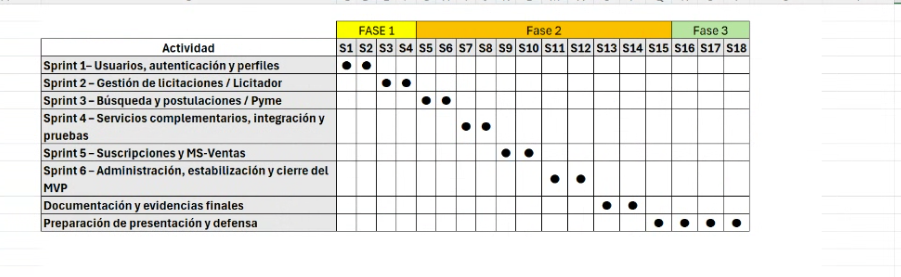 FASE 1 Fase 2 Fase 3
Actividad S1 S2 S3 S4 S5 S6 S7 S8 S9 S10 S11 S12 S13 S14 S15 S16 S17 S18
Sprint 1– Usuarios, autenticación y perfiles
Sprint 2 – Gestión de licitaciones / Licitador
Sprint 3 – Búsqueda y postulaciones / Pyme
Sprint 4 – Servicios complementarios, integración y
pruebas
Sprint 5 – Suscripciones y MS-Ventas
Sprint 6 – Administración, estabilización y cierre del
MVP
Documentación y evidencias finales
Preparación de presentación y defensa